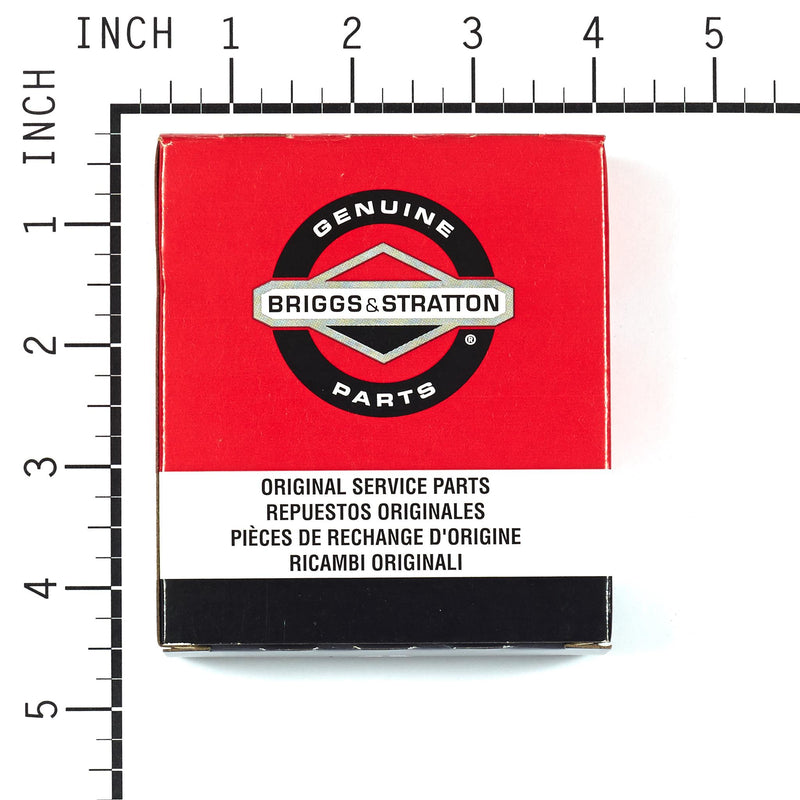 INCH 1 2 3 4 5
INCH
1
2
3
4
5
GENUINE
BRIGGS&STRATTON
®
PARTS
ORIGINAL SERVICE PARTS
REPUESTOS ORIGINALES
PIÈCES DE RECHANGE D'ORIGINE
RICAMBI ORIGINALI